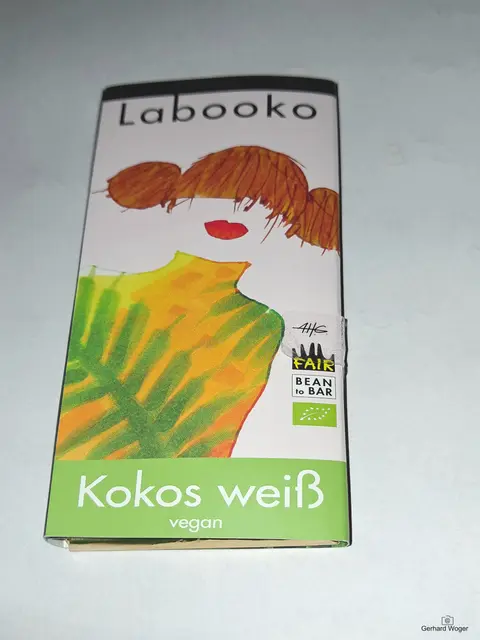 Labooko
AHG
FAIR
BEAN
to BAR
Kokos weiß
vegan
Gerhard Woger